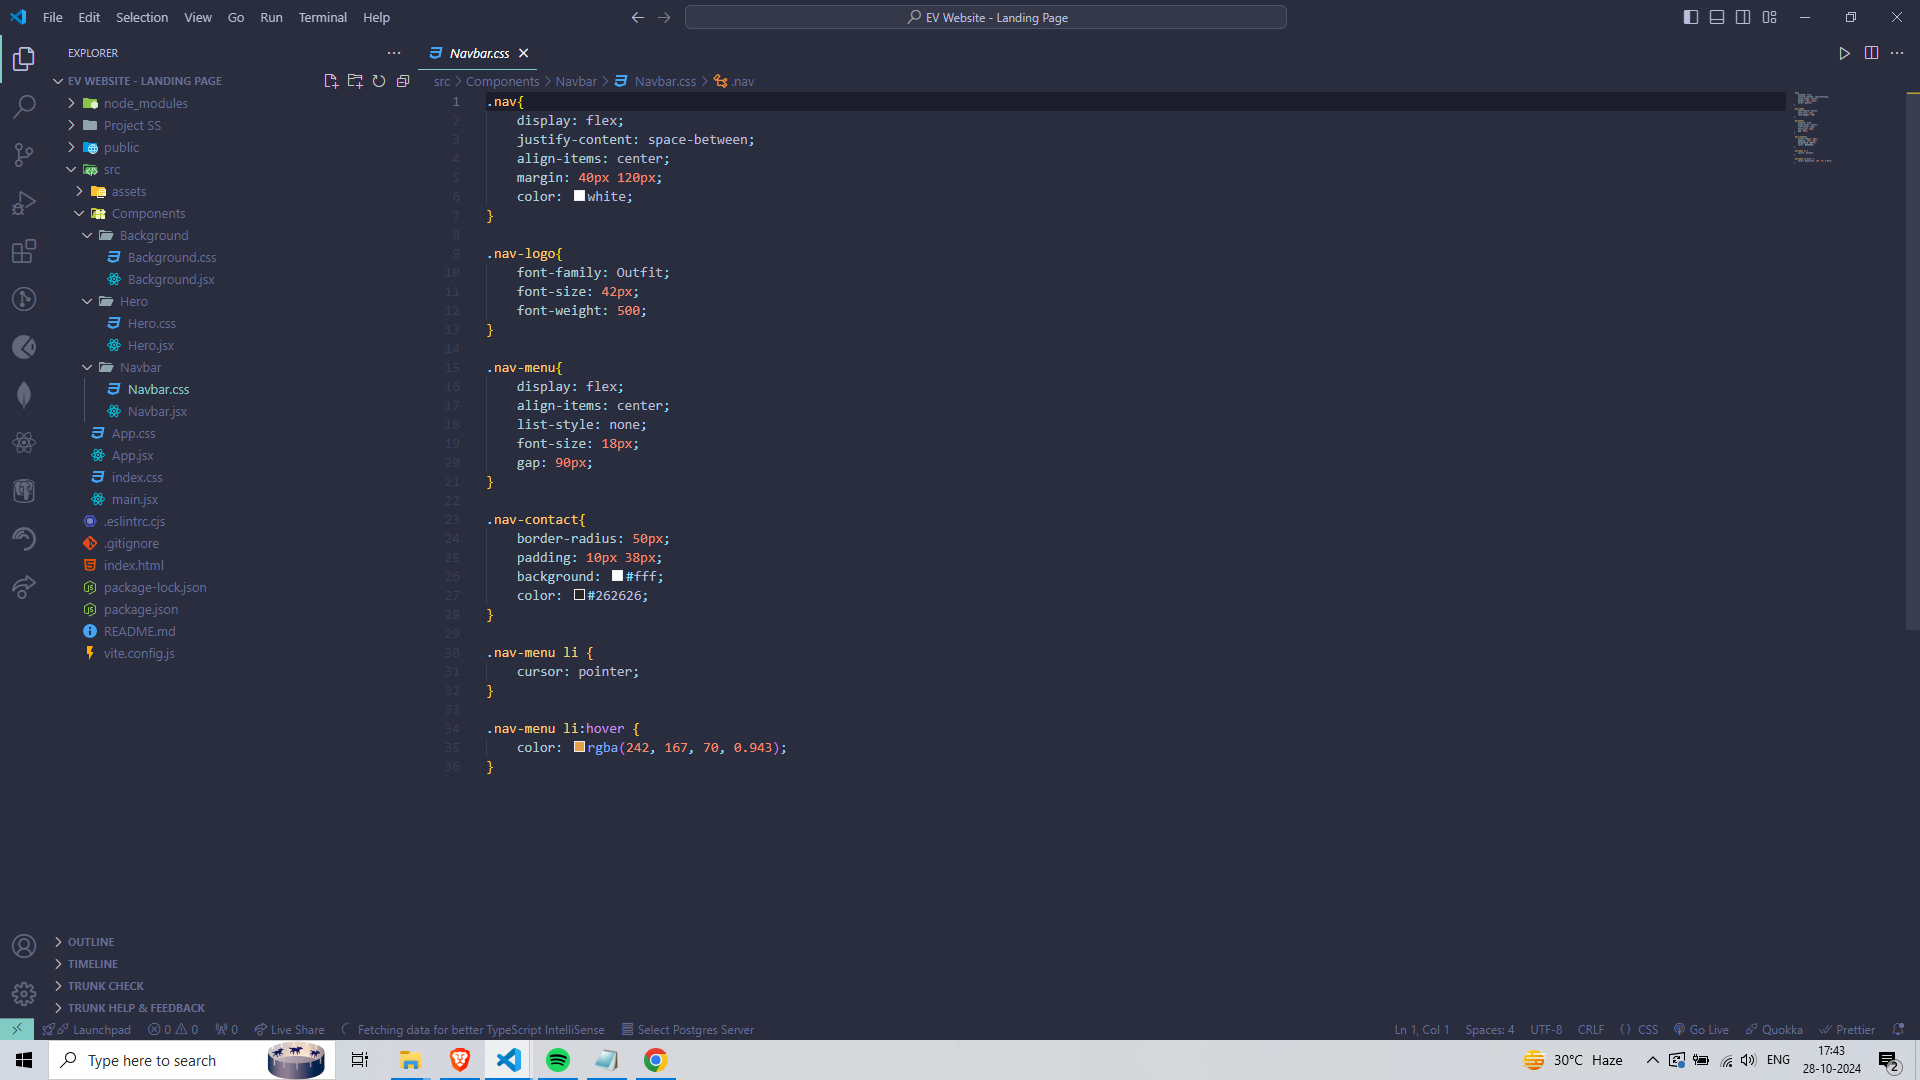 File Edit Selection View Go Run Terminal Help
EV Website - Landing Page
EXPLORER
EV WEBSITE - LANDING PAGE
node_modules
Project SS
public
src
assets
Components
Background
Background.css
Background.jsx
Hero
Hero.css
Hero.jsx
Navbar
Navbar.css
Navbar.jsx
App.css
App.jsx
index.css
main.jsx
.eslintrc.cjs
.gitignore
index.html
package-lock.json
package.json
README.md
vite.config.js
OUTLINE
TIMELINE
TRUNK CHECK
TRUNK HELP & FEEDBACK
Navbar.css
src > Components > Navbar > Navbar.css > .nav
1 .nav{
2 display: flex;
3 justify-content: space-between;
4 align-items: center;
5 margin: 40px 120px;
6 color: white;
7 }
8
9 .nav-logo{
10 font-family: Outfit;
11 font-size: 42px;
12 font-weight: 500;
13 }
14
15 .nav-menu{
16 display: flex;
17 align-items: center;
18 list-style: none;
19 font-size: 18px;
20 gap: 90px;
21 }
22
23 .nav-contact{
24 border-radius: 50px;
25 padding: 10px 38px;
26 background: #fff;
27 color: #262626;
28 }
29
30 .nav-menu li {
31 cursor: pointer;
32 }
33
34 .nav-menu li:hover {
35 color: rgba(242, 167, 70, 0.943);
36 }
Launchpad 0 0 0 Live Share Fetching data for better TypeScript IntelliSense Select Postgres Server Ln 1, Col 1 Spaces: 4 UTF-8 CRLF {} CSS Go Live Quokka Prettier
Type here to search 30°C Haze ENG 17:43
28-10-2024 2